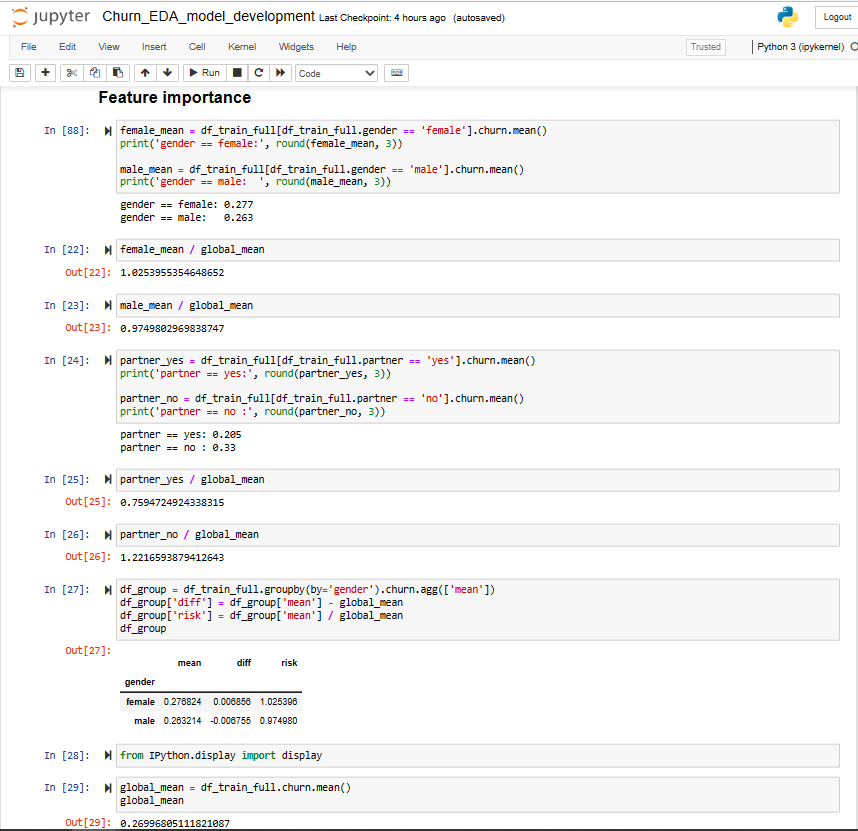 jupyter Churn_EDA_model_development Last Checkpoint: 4 hours ago (autosaved) Logout
File Edit View Insert Cell Kernel Widgets Help Trusted Python 3 (ipykernel)
Run Code
Feature importance
In [88]: female_mean = df_train_full[df_train_full.gender == 'female'].churn.mean()
print('gender == female:', round(female_mean, 3))
male_mean = df_train_full[df_train_full.gender == 'male'].churn.mean()
print('gender == male:  ', round(male_mean, 3))
gender == female: 0.277
gender == male:   0.263
In [22]: female_mean / global_mean
Out[22]: 1.0253955354648652
In [23]: male_mean / global_mean
Out[23]: 0.9749802969838747
In [24]: partner_yes = df_train_full[df_train_full.partner == 'yes'].churn.mean()
print('partner == yes:', round(partner_yes, 3))
partner_no = df_train_full[df_train_full.partner == 'no'].churn.mean()
print('partner == no :', round(partner_no, 3))
partner == yes: 0.205
partner == no : 0.33
In [25]: partner_yes / global_mean
Out[25]: 0.7594724924338315
In [26]: partner_no / global_mean
Out[26]: 1.2216593879412643
In [27]: df_group = df_train_full.groupby(by='gender').churn.agg(['mean'])
df_group['diff'] = df_group['mean'] - global_mean
df_group['risk'] = df_group['mean'] / global_mean
df_group
Out[27]:
mean diff risk
gender
female 0.276824 0.006856 1.025396
male 0.263214 -0.006755 0.974980
In [28]: from IPython.display import display
In [29]: global_mean = df_train_full.churn.mean()
global_mean
Out[29]: 0.26996805111821087